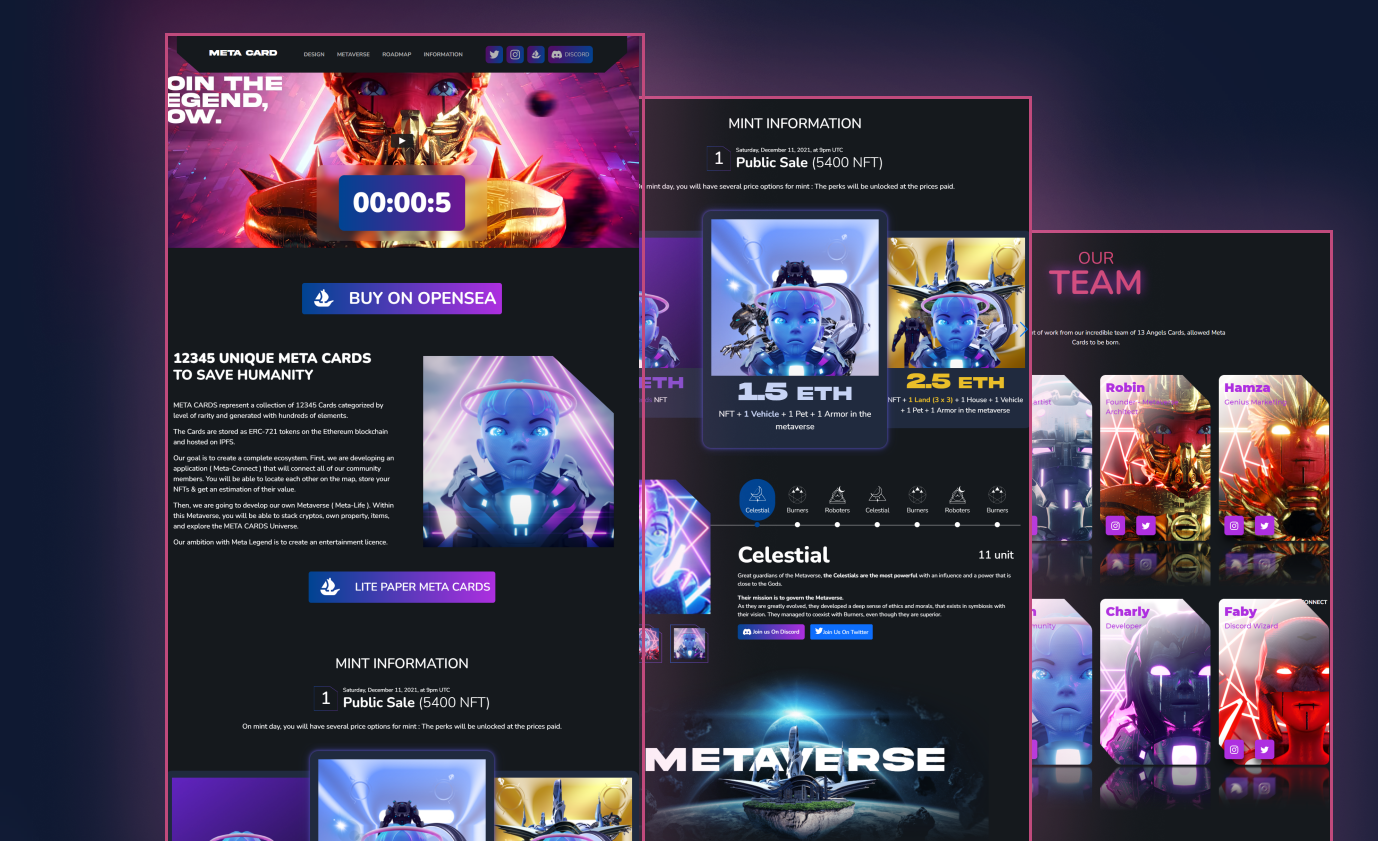 META CARD
DESIGN
METAVERSE
ROADMAP
INFORMATION
DISCORD
OIN THE
EGEND,
OW.
00:00:5
BUY ON OPENSEA
12345 UNIQUE META CARDS
TO SAVE HUMANITY
META CARDS represent a collection of 12345 Cards categorized by
level of rarity and generated with hundreds of elements.
The Cards are stored as ERC-721 tokens on the Ethereum blockchain
and hosted on IPFS.
Our goal is to create a complete ecosystem. First, we are developing an
application ( Meta-Connect ) that will connect all of our community
members. You will be able to locate each other on the map, store your
NFTs & get an estimation of their value.
Then, we are going to develop our own Metaverse ( Meta-Life ). Within
this Metaverse, you will be able to stack cryptos, own property, items,
and explore the META CARDS Universe.
Our ambition with Meta Legend is to create an entertainment licence.
LITE PAPER META CARDS
MINT INFORMATION
1
Saturday, December 11, 2021, at 9pm UTC
Public Sale (5400 NFT)
On mint day, you will have several price options for mint : The perks will be unlocked at the prices paid.
MINT INFORMATION
1
Saturday, December 11, 2021, at 9pm UTC
Public Sale (5400 NFT)
mint day, you will have several price options for mint : The perks will be unlocked at the prices paid.
ETH
NFT
1.5 ETH
NFT + 1 Vehicle + 1 Pet + 1 Armor in the
metaverse
2.5 ETH
NFT + 1 Land (3 x 3) + 1 House + 1 Vehicle
+ 1 Pet + 1 Armor in the metaverse
Celestial
Burners
Roboters
Celestial
Burners
Roboters
Burners
Celestial
11 unit
Great guardians of the Metaverse, the Celestials are the most powerful with an influence and a power that is
close to the Gods.
Their mission is to govern the Metaverse.
As they are greatly evolved, they developed a deep sense of ethics and morals, that exists in symbiosis with
their vision. They managed to coexist with Burners, even though they are superior.
Join us On Discord
Join Us On Twitter
METAVERSE
OUR
TEAM
t of work from our incredible team of 13 Angels Cards, allowed Meta
Cards to be born.
artist
Robin
Founder - Metaverse
Architect
Hamza
Genius Marketing
munity
Charly
Developer
Faby
Discord Wizard
ONNECT